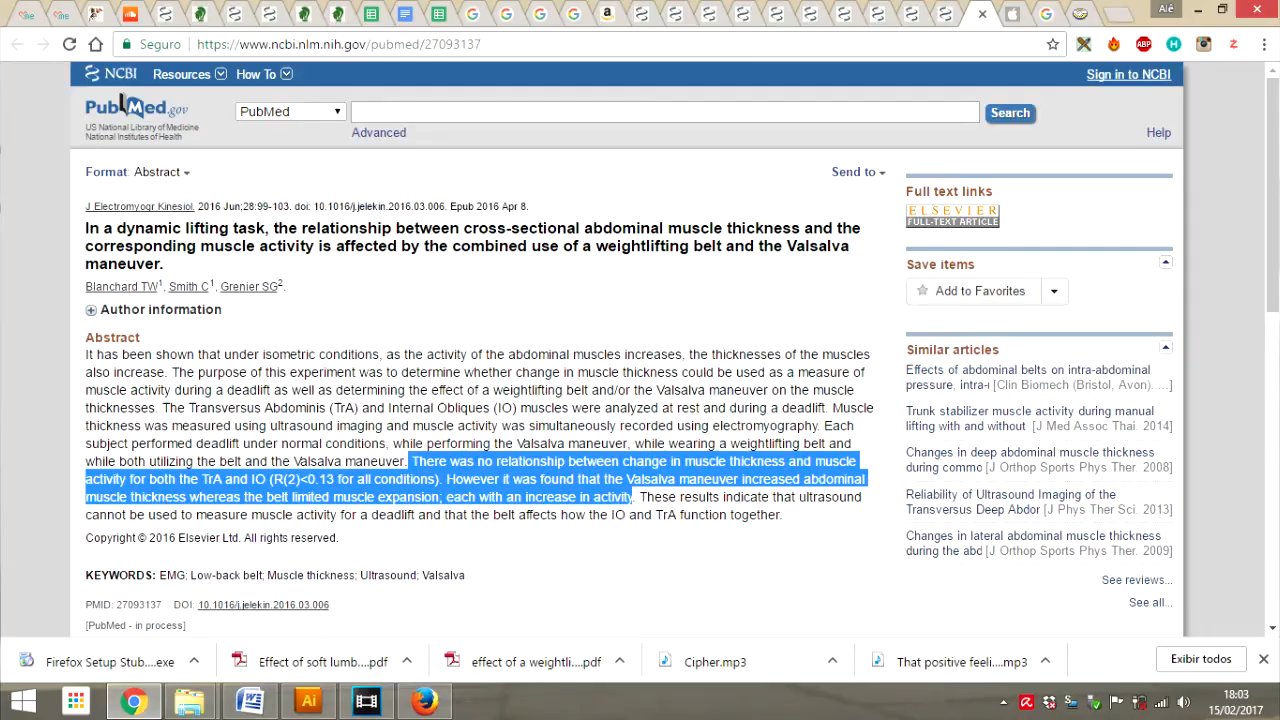 Alê
Seguro https://www.ncbi.nlm.nih.gov/pubmed/27093137
NCBI Resources How To Sign in to NCBI
PubMed.gov
US National Library of Medicine
National Institutes of Health
PubMed Search
Advanced Help
Format: Abstract Send to
J Electromyogr Kinesiol. 2016 Jun;28:99-103. doi: 10.1016/j.jelekin.2016.03.006. Epub 2016 Apr 8.
In a dynamic lifting task, the relationship between cross-sectional abdominal muscle thickness and the
corresponding muscle activity is affected by the combined use of a weightlifting belt and the Valsalva
maneuver.
Blanchard TW1, Smith C1, Grenier SG2.
Author information
Abstract
It has been shown that under isometric conditions, as the activity of the abdominal muscles increases, the thicknesses of the muscles
also increase. The purpose of this experiment was to determine whether change in muscle thickness could be used as a measure of
muscle activity during a deadlift as well as determining the effect of a weightlifting belt and/or the Valsalva maneuver on the muscle
thicknesses. The Transversus Abdominis (TrA) and Internal Obliques (IO) muscles were analyzed at rest and during a deadlift. Muscle
thickness was measured using ultrasound imaging and muscle activity was simultaneously recorded using electromyography. Each
subject performed deadlift under normal conditions, while performing the Valsalva maneuver, while wearing a weightlifting belt and
while both utilizing the belt and the Valsalva maneuver. There was no relationship between change in muscle thickness and muscle
activity for both the TrA and IO (R(2)<0.13 for all conditions). However it was found that the Valsalva maneuver increased abdominal
muscle thickness whereas the belt limited muscle expansion; each with an increase in activity. These results indicate that ultrasound
cannot be used to measure muscle activity for a deadlift and that the belt affects how the IO and TrA function together.
Copyright © 2016 Elsevier Ltd. All rights reserved.
KEYWORDS: EMG; Low-back belt; Muscle thickness; Ultrasound; Valsalva
PMID: 27093137 DOI: 10.1016/j.jelekin.2016.03.006
[PubMed - in process]
Full text links
ELSEVIER
FULL-TEXT ARTICLE
Save items
Add to Favorites
Similar articles
Effects of abdominal belts on intra-abdominal
pressure, intra-i [Clin Biomech (Bristol, Avon). ...]
Trunk stabilizer muscle activity during manual
lifting with and without [J Med Assoc Thai. 2014]
Changes in deep abdominal muscle thickness
during commo [J Orthop Sports Phys Ther. 2008]
Reliability of Ultrasound Imaging of the
Transversus Deep Abdor [J Phys Ther Sci. 2013]
Changes in lateral abdominal muscle thickness
during the abd [J Orthop Sports Phys Ther. 2009]
See reviews...
See all...
Firefox Setup Stub....exe Effect of soft lumb....pdf effect of a weightli....pdf Cipher.mp3 That positive feeli....mp3 Exibir todos
18:03
15/02/2017